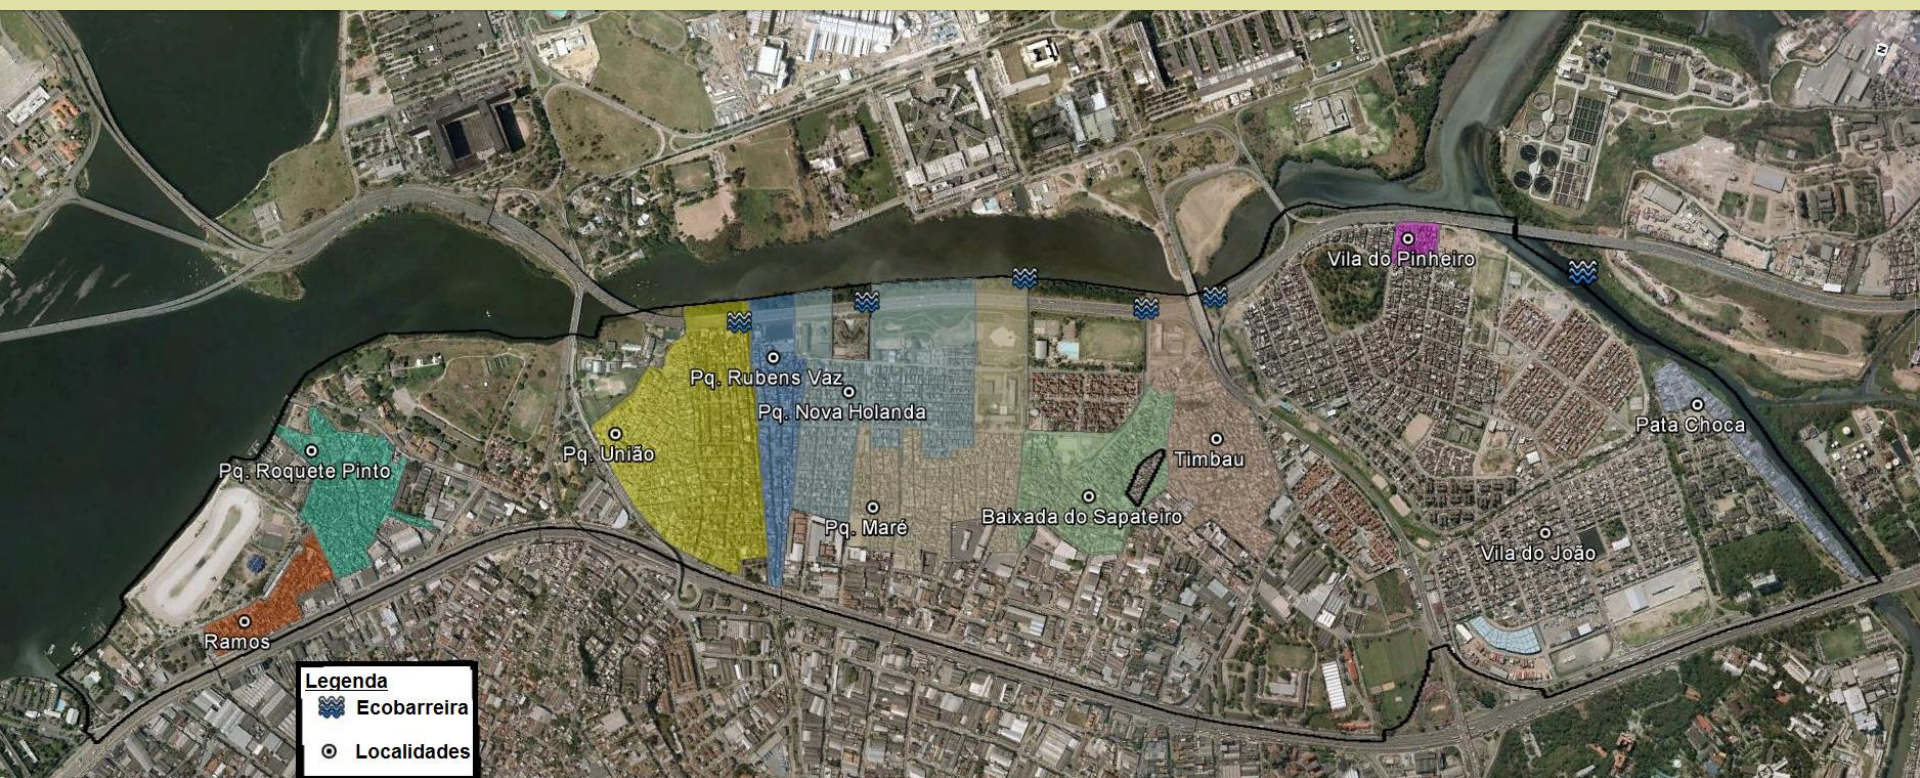 N
Vila do Pinheiro
Pq. Rubens Vaz
Pq. Nova Holanda
Pata Choca
Pq. União
Timbau
Pq. Roquete Pinto
Baixada do Sapateiro
Pq. Maré
Vila do João
Ramos
Legenda
Ecobarreira
Localidades